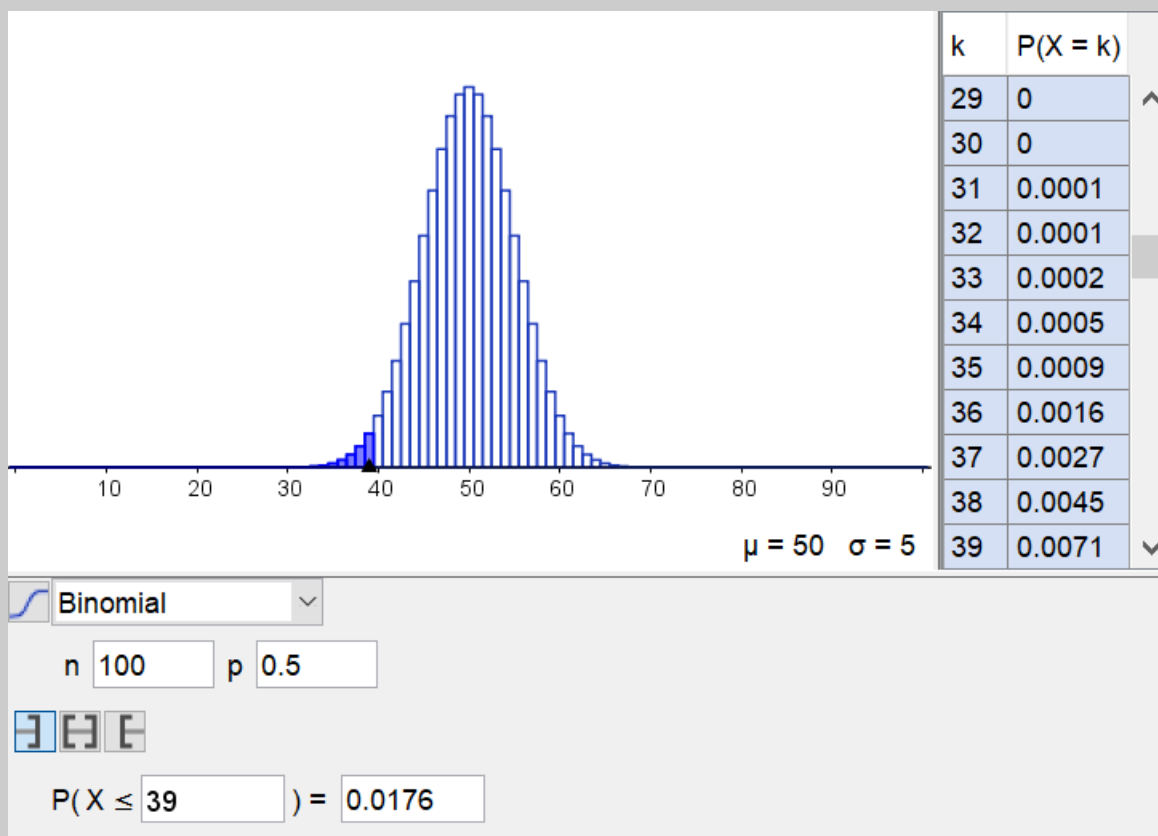 k P(X = k)
29 0
30 0
31 0.0001
32 0.0001
33 0.0002
34 0.0005
35 0.0009
36 0.0016
37 0.0027
38 0.0045
39 0.0071
10 20 30 40 50 60 70 80 90
μ = 50 σ = 5
Binomial
n 100 p 0.5
P( X ≤ 39 ) = 0.0176